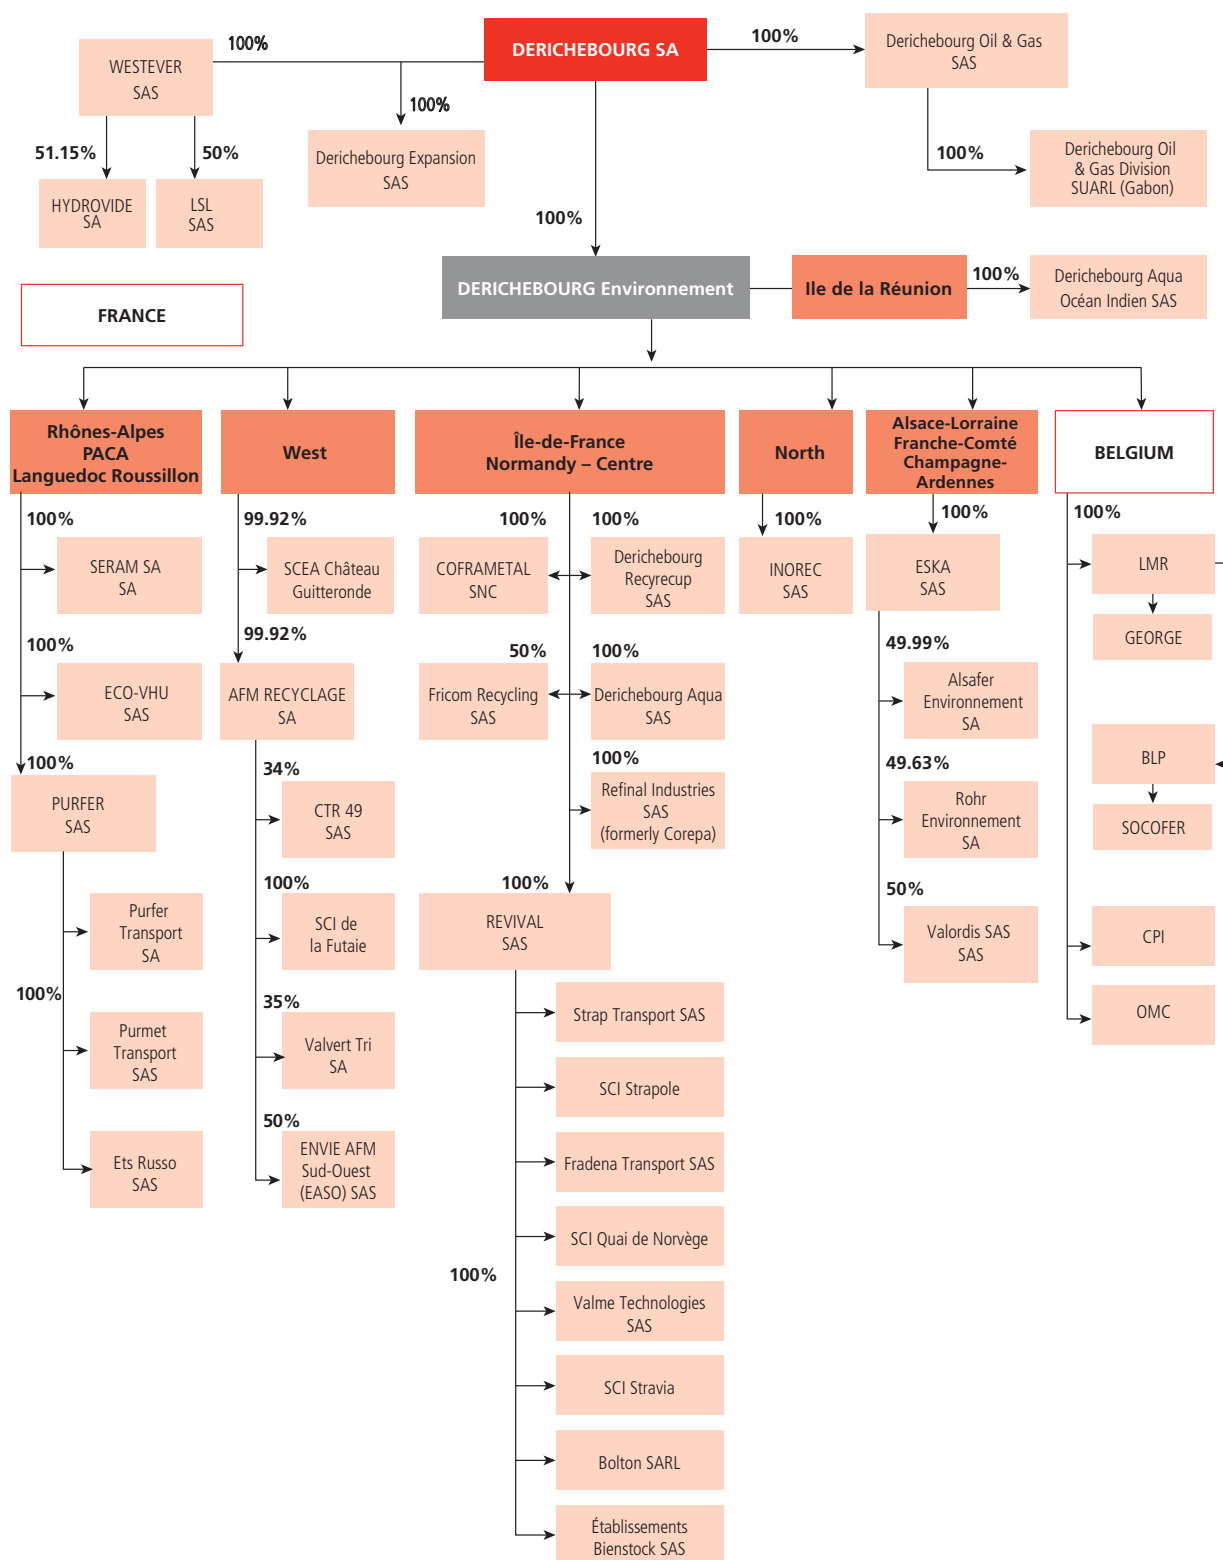 100%
DERICHEBOURG SA
100%
Derichebourg Oil & Gas
SAS
WESTEVER
SAS
100%
51.15%
50%
Derichebourg Expansion
SAS
100%
Derichebourg Oil
& Gas Division
SUARL (Gabon)
HYDROVIDE
SA
LSL
SAS
100%
DERICHEBOURG Environnement
Ile de la Réunion
100%
Derichebourg Aqua
Océan Indien SAS
FRANCE
Rhônes-Alpes
PACA
Languedoc Roussillon
West
Île-de-France
Normandy – Centre
North
Alsace-Lorraine
Franche-Comté
Champagne-
Ardennes
BELGIUM
100%
SERAM SA
SA
100%
ECO-VHU
SAS
100%
PURFER
SAS
Purfer
Transport
SA
100%
Purmet
Transport
SAS
Ets Russo
SAS
99.92%
SCEA Château
Guitteronde
99.92%
AFM RECYCLAGE
SA
34%
CTR 49
SAS
100%
SCI de
la Futaie
35%
Valvert Tri
SA
50%
ENVIE AFM
Sud-Ouest
(EASO) SAS
100%
100%
COFRAMETAL
SNC
Derichebourg
Recyrecup
SAS
50%
100%
Fricom Recycling
SAS
Derichebourg Aqua
SAS
100%
Refinal Industries
SAS
(formerly Corepa)
100%
REVIVAL
SAS
Strap Transport SAS
SCI Strapole
Fradena Transport SAS
SCI Quai de Norvège
100%
Valme Technologies
SAS
SCI Stravia
Bolton SARL
Établissements
Bienstock SAS
100%
INOREC
SAS
100%
ESKA
SAS
49.99%
Alsafer
Environnement
SA
49.63%
Rohr
Environnement
SA
50%
Valordis SAS
SAS
100%
LMR
GEORGE
BLP
SOCOFER
CPI
OMC